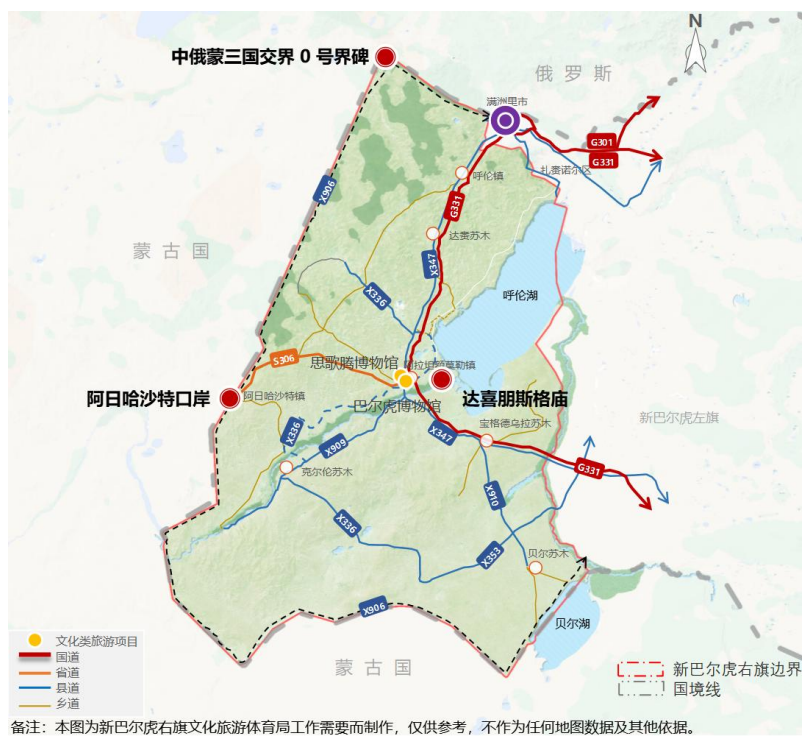 N
中俄蒙三国交界 0 号界碑
俄罗斯
满洲里市
G301
G331
扎赉诺尔区
呼伦镇
X906
G331
达赉苏木
蒙古国
X347
X336
呼伦湖
S306
思歌腾博物馆
阿拉坦额莫勒镇
阿日哈沙特口岸
阿日哈沙特镇
达喜朋斯格庙
巴尔虎博物馆
新巴尔虎左旗
宝格德乌拉苏木
X336
X347
X909
克尔伦苏木
G331
X910
X336
X353
贝尔苏木
X906
贝尔湖
文化类旅游项目
国道
省道
县道
乡道
蒙古国
新巴尔虎右旗边界
国境线
备注：本图为新巴尔虎右旗文化旅游体育局工作需要而制作，仅供参考，不作为任何地图数据及其他依据。